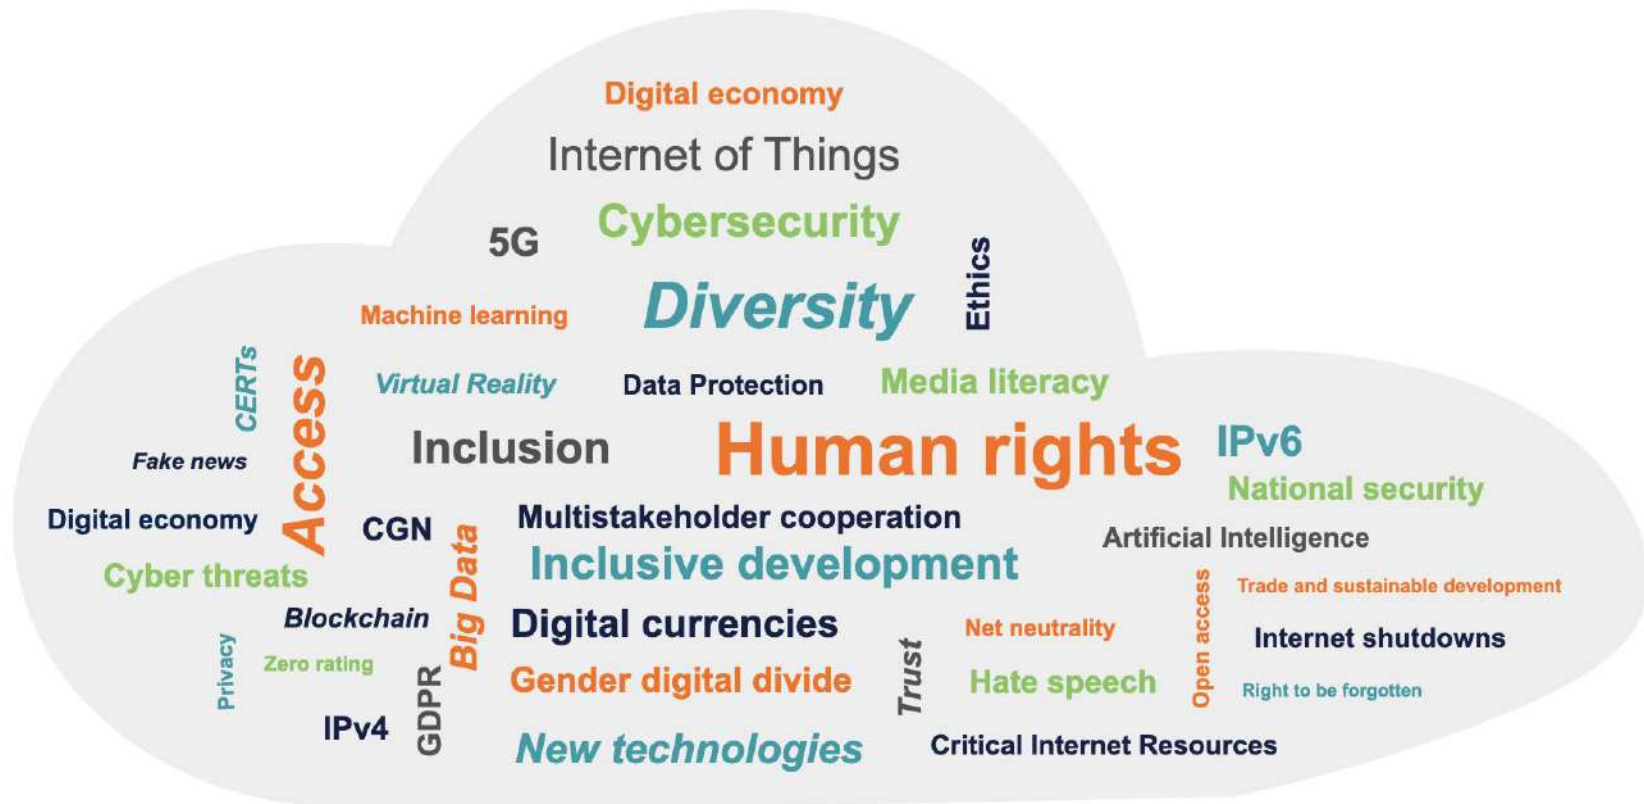 Digital economy
Internet of Things
Cybersecurity
5G
Ethics
Diversity
Machine learning
CERTs
Access
Virtual Reality
Data Protection
Media literacy
Inclusion
Human rights
IPv6
Fake news
National security
Digital economy
CGN
Multistakeholder cooperation
Artificial Intelligence
Big Data
Inclusive development
Cyber threats
Open access
Trade and sustainable development
Blockchain
Digital currencies
Net neutrality
Internet shutdowns
Privacy
Zero rating
GDPR
Gender digital divide
Trust
Hate speech
Right to be forgotten
IPv4
New technologies
Critical Internet Resources